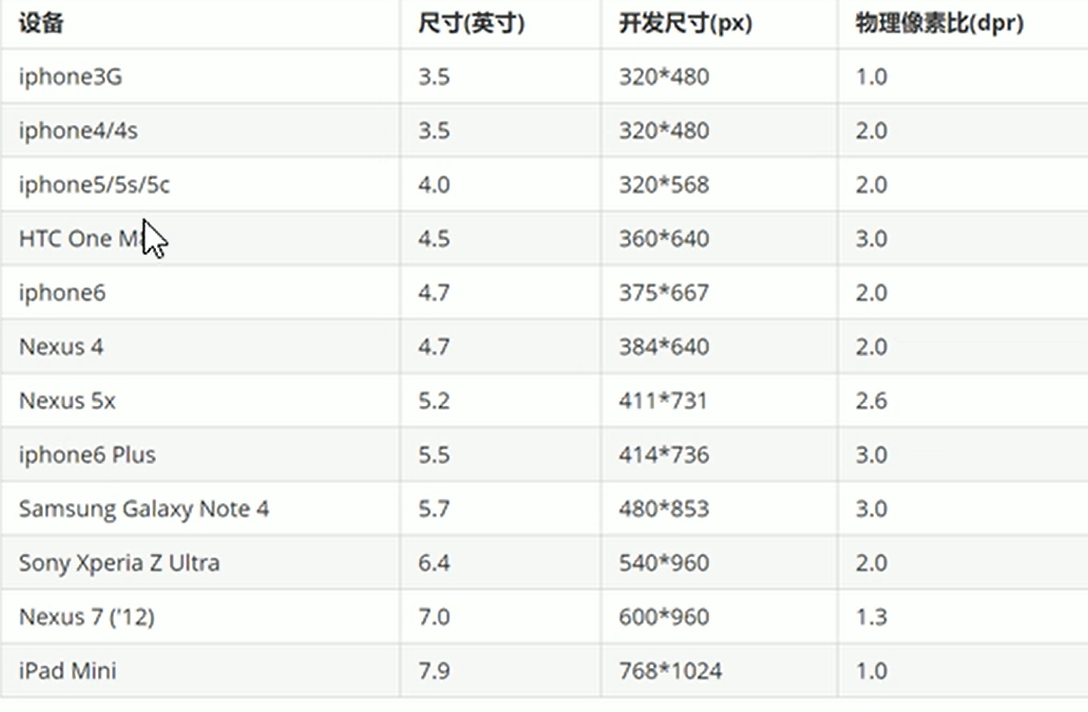 设备 尺寸(英寸) 开发尺寸(px) 物理像素比(dpr)
iphone3G 3.5 320*480 1.0
iphone4/4s 3.5 320*480 2.0
iphone5/5s/5c 4.0 320*568 2.0
HTC One 4.5 360*640 3.0
iphone6 4.7 375*667 2.0
Nexus 4 4.7 384*640 2.0
Nexus 5x 5.2 411*731 2.6
iphone6 Plus 5.5 414*736 3.0
Samsung Galaxy Note 4 5.7 480*853 3.0
Sony Xperia Z Ultra 6.4 540*960 2.0
Nexus 7 ('12) 7.0 600*960 1.3
iPad Mini 7.9 768*1024 1.0